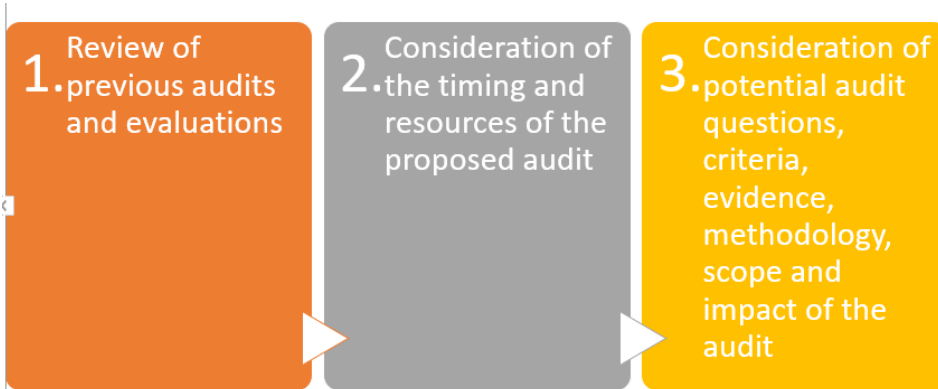 1. Review of
previous audits
and evaluations
2. Consideration of
the timing and
resources of the
proposed audit
3. Consideration of
potential audit
questions,
criteria,
evidence,
methodology,
scope and
impact of the
audit